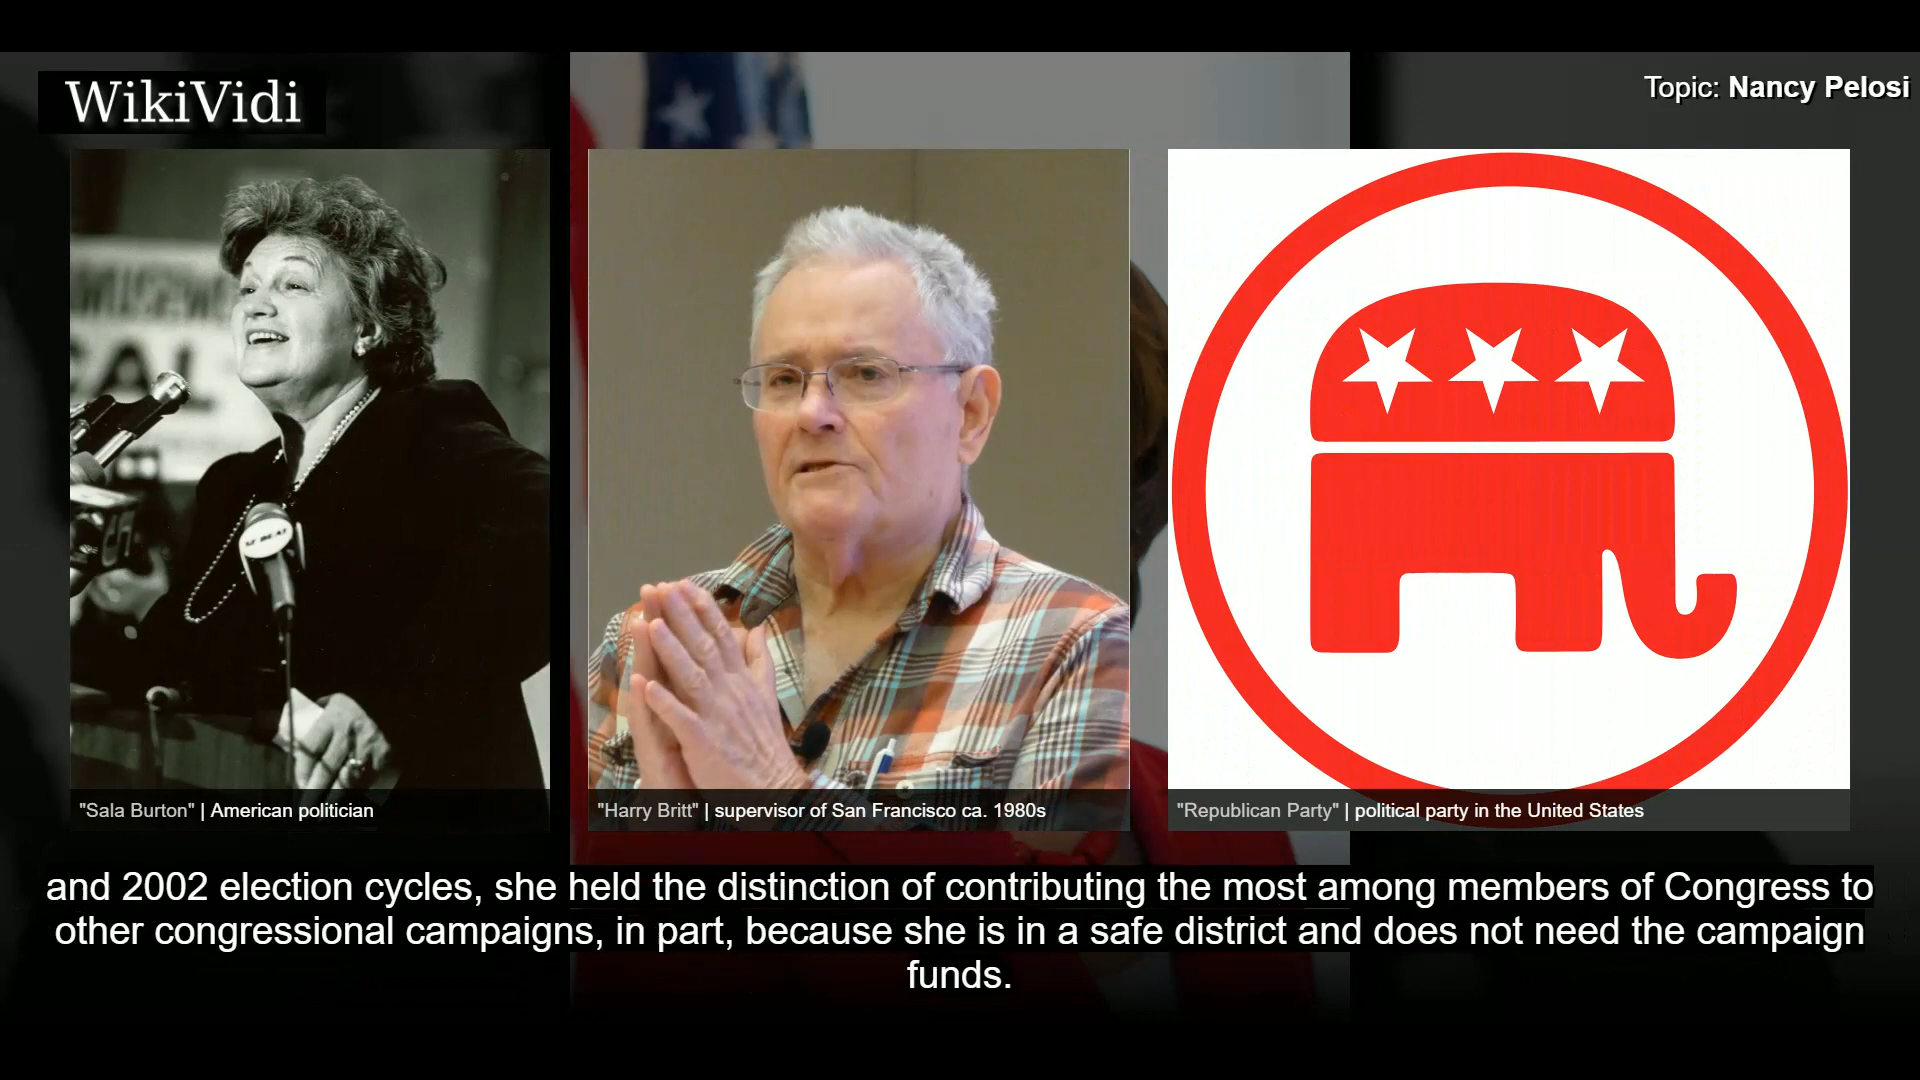 WikiVidi
Topic: Nancy Pelosi
"Sala Burton" | American politician
"Harry Britt" | supervisor of San Francisco ca. 1980s
"Republican Party" | political party in the United States
and 2002 election cycles, she held the distinction of contributing the most among members of Congress to
other congressional campaigns, in part, because she is in a safe district and does not need the campaign
funds.